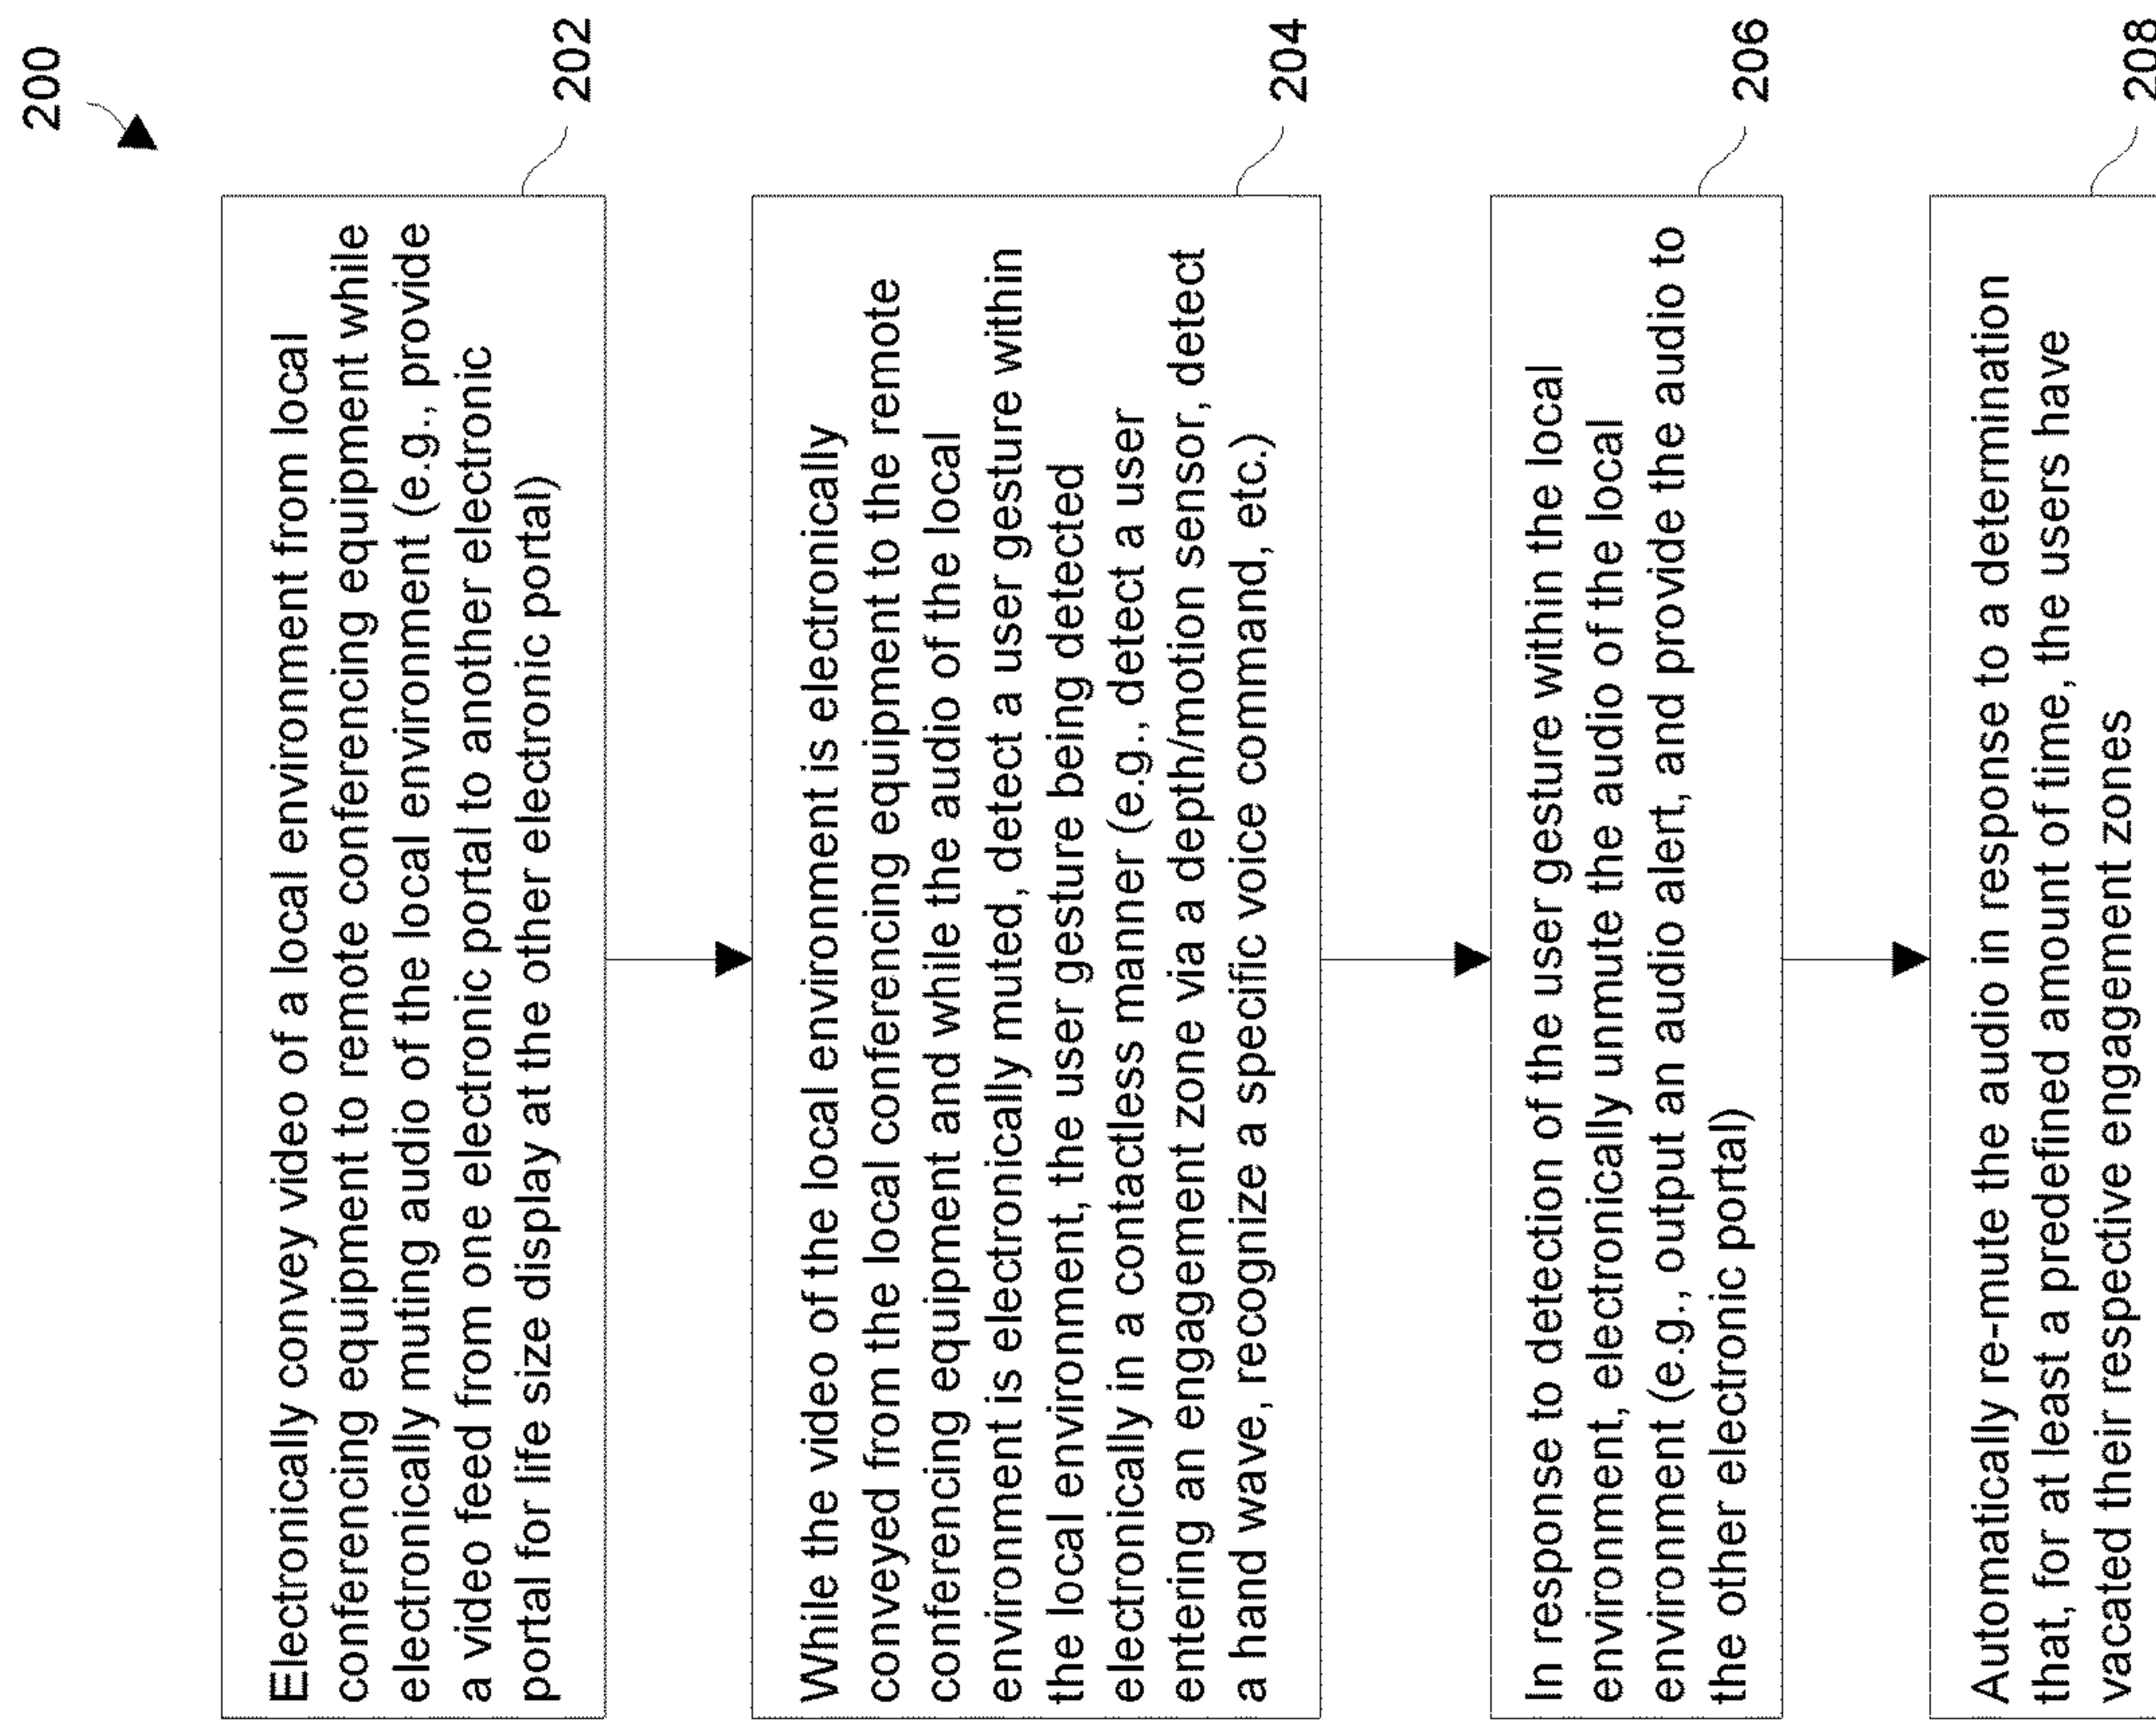 200
Electronically convey video of a local environment from local
conferencing equipment to remote conferencing equipment while
electronically muting audio of the local environment (e.g., provide
a video feed from one electronic portal to another electronic
portal for life size display at the other electronic portal)
202
While the video of the local environment is electronically
conveyed from the local conferencing equipment to the remote
conferencing equipment and while the audio of the local
environment is electronically muted, detect a user gesture within
the local environment, the user gesture being detected
electronically in a contactless manner (e.g., detect a user
entering an engagement zone via a depth/motion sensor, detect
a hand wave, recognize a specific voice command, etc.)
204
In response to detection of the user gesture within the local
environment, electronically unmute the audio of the local
environment (e.g., output an audio alert, and provide the audio to
the other electronic portal)
206
Automatically re-mute the audio in response to a determination
that, for at least a predefined amount of time, the users have
vacated their respective engagement zones
208